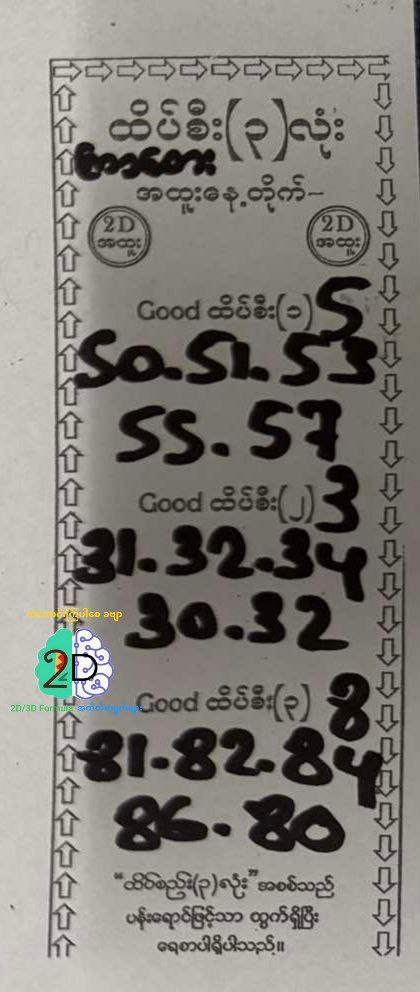 ထိပ်စီး(၃)လုံး
အထူးနေ့တိုက်-
2D
အထူး
2D
အထူး
Good ထိပ်စီး(၁) 5
50.51.53
55.57
Good ထိပ်စီး(၂) 3
31.32.34
30.32
2D
2D/3D Formula
Good ထိပ်စီး(၃) 8
81.82.84
86.80
"ထိပ်စည်း(၃)လုံး"အစစ်သည်
ပန်းရောင်ဖြင့်သာ ထွက်ရှိပြီး
ရေစာပါရှိပါသည်။